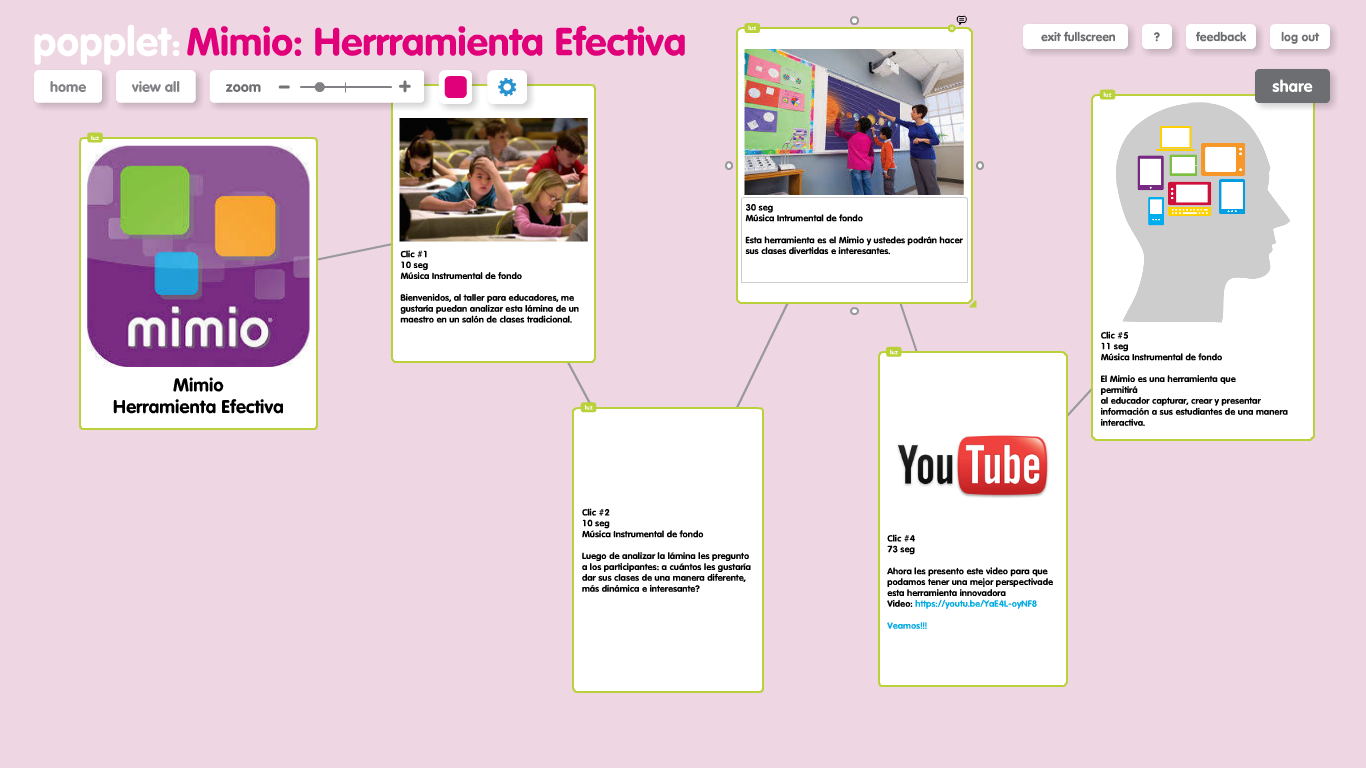 popplet: Mimio: Herrramienta Efectiva
exit fullscreen
?
feedback
log out
home
view all
zoom
share
luz
mimio
Mimio
Herramienta Efectiva
Clic #1
10 seg
Música Instrumental de fondo
Bienvenidos, al taller para educadores, me
gustaría puedan analizar esta lámina de un
maestro en un salón de clases tradicional.
luz
Clic #2
10 seg
Música Instrumental de fondo
Luego de analizar la lámina les pregunto
a los participantes: a cuántos les gustaría
dar sus clases de una manera diferente,
más dinámica e interesante?
luz
30 seg
Música Intrumental de fondo
Esta herramienta es el Mimio y ustedes podrán hacer
sus clases divertidas e interesantes.
luz
YouTube
Clic #4
73 seg
Ahora les presento este video para que
podamos tener una mejor perspectivade
esta herramienta innovadora
Video: https://youtu.be/YaE4L-oyNF8
Veamos!!!
luz
Clic #5
11 seg
Música Instrumental de fondo
El Mimio es una herramienta que
permitirá
al educador capturar, crear y presentar
información a sus estudiantes de una manera
interactiva.